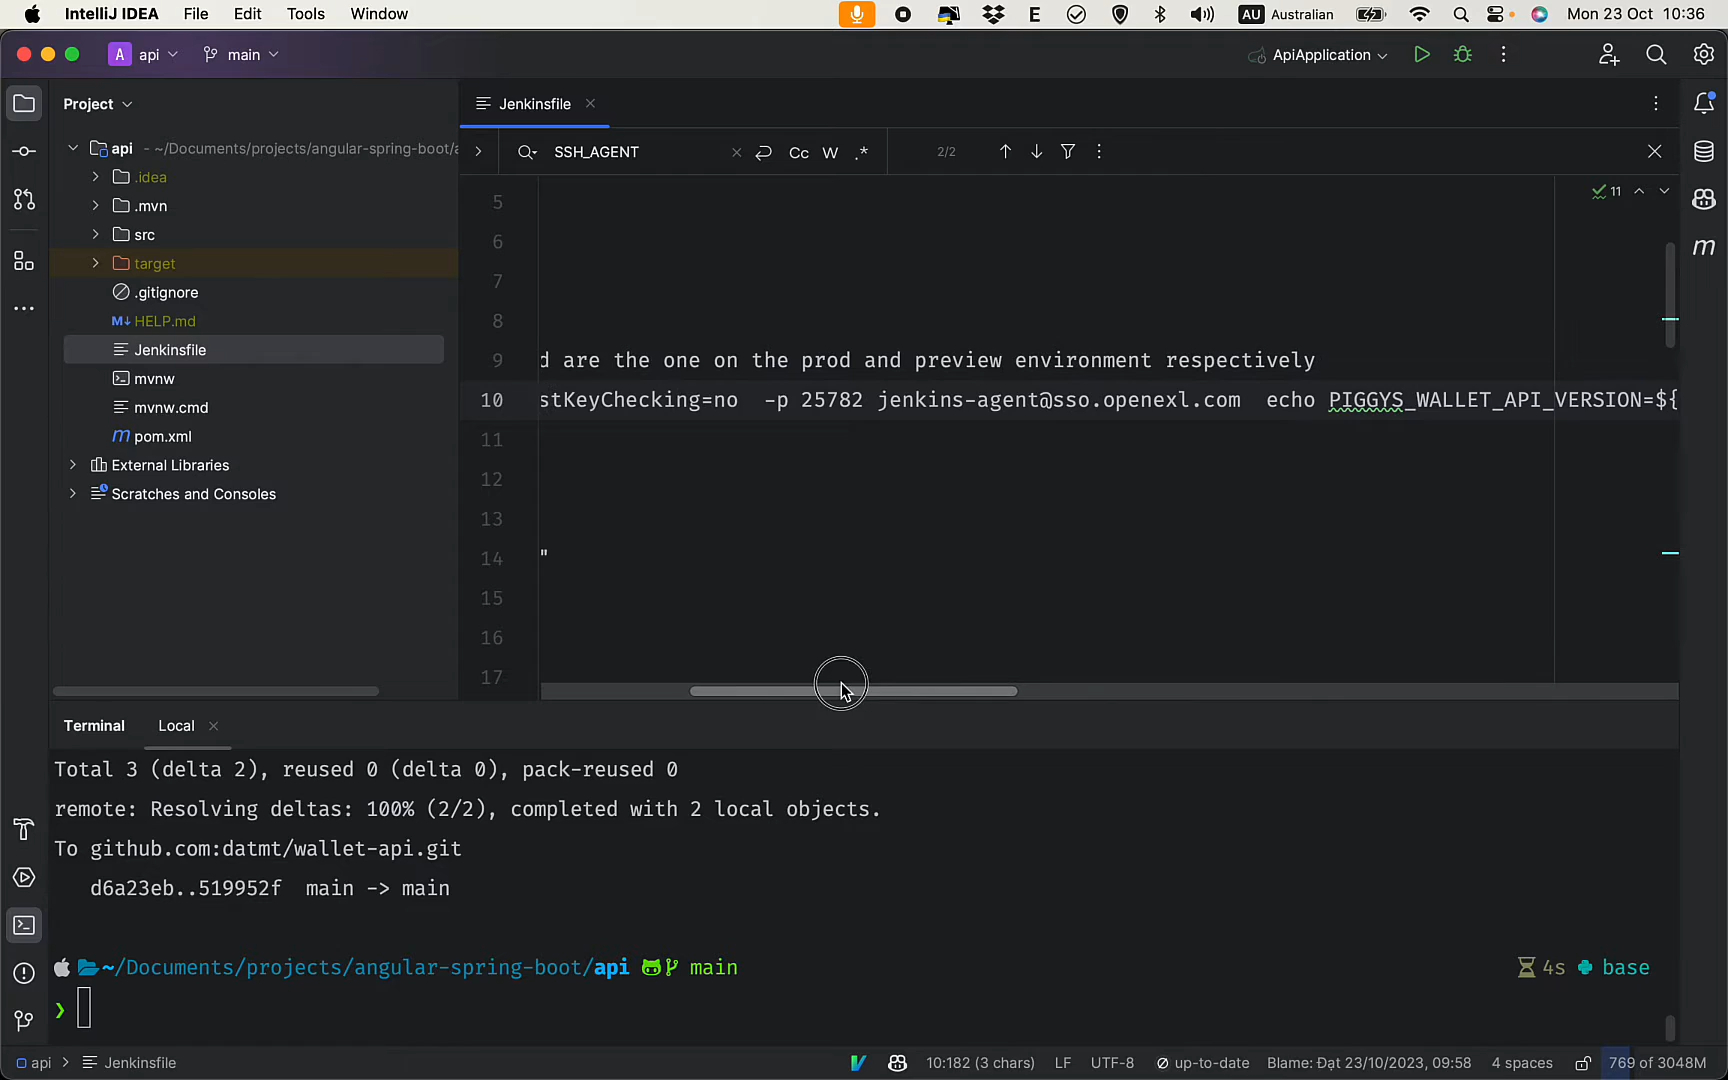 IntelliJ IDEA File Edit Tools Window E AU Australian Mon 23 Oct 10:36
A api main ApiApplication
Project Jenkinsfile
api - ~/Documents/projects/angular-spring-boot/a
SSH_AGENT Cc W .* 2/2
.idea 5 11
.mvn
src 6
target 7
.gitignore
HELP.md 8
Jenkinsfile 9 d are the one on the prod and preview environment respectively
mvnw
mvnw.cmd 10 stKeyChecking=no -p 25782 jenkins-agent@sso.openexl.com echo PIGGYS_WALLET_API_VERSION=${
m pom.xml 11
External Libraries
Scratches and Consoles 12
13
14 "
15
16
17
Terminal Local
Total 3 (delta 2), reused 0 (delta 0), pack-reused 0
remote: Resolving deltas: 100% (2/2), completed with 2 local objects.
To github.com:datmt/wallet-api.git
d6a23eb..519952f main -> main
~/Documents/projects/angular-spring-boot/api main 4s base
❯
api > Jenkinsfile 10:182 (3 chars) LF UTF-8 up-to-date Blame: Đạt 23/10/2023, 09:58 4 spaces 769 of 3048M